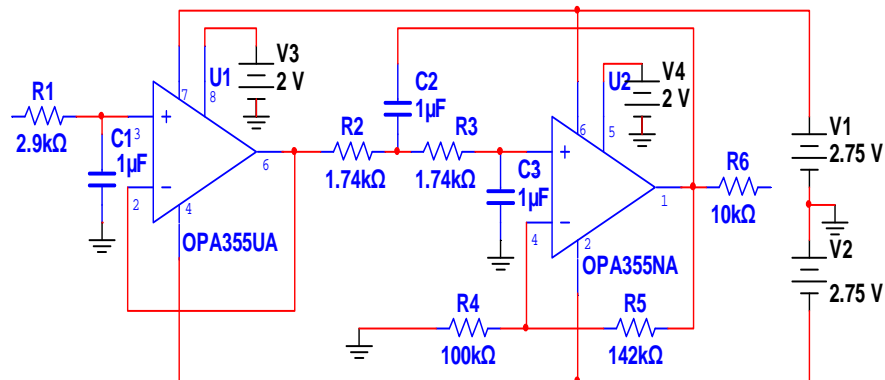 R1
2.9kΩ
C1
1µF
3
2
7
8
U1
4
6
OPA355UA
V3
2 V
R2
1.74kΩ
C2
1µF
R3
1.74kΩ
C3
1µF
U2
6
5
4
2
1
OPA355NA
V4
2 V
R4
100kΩ
R5
142kΩ
R6
10kΩ
V1
2.75 V
V2
2.75 V